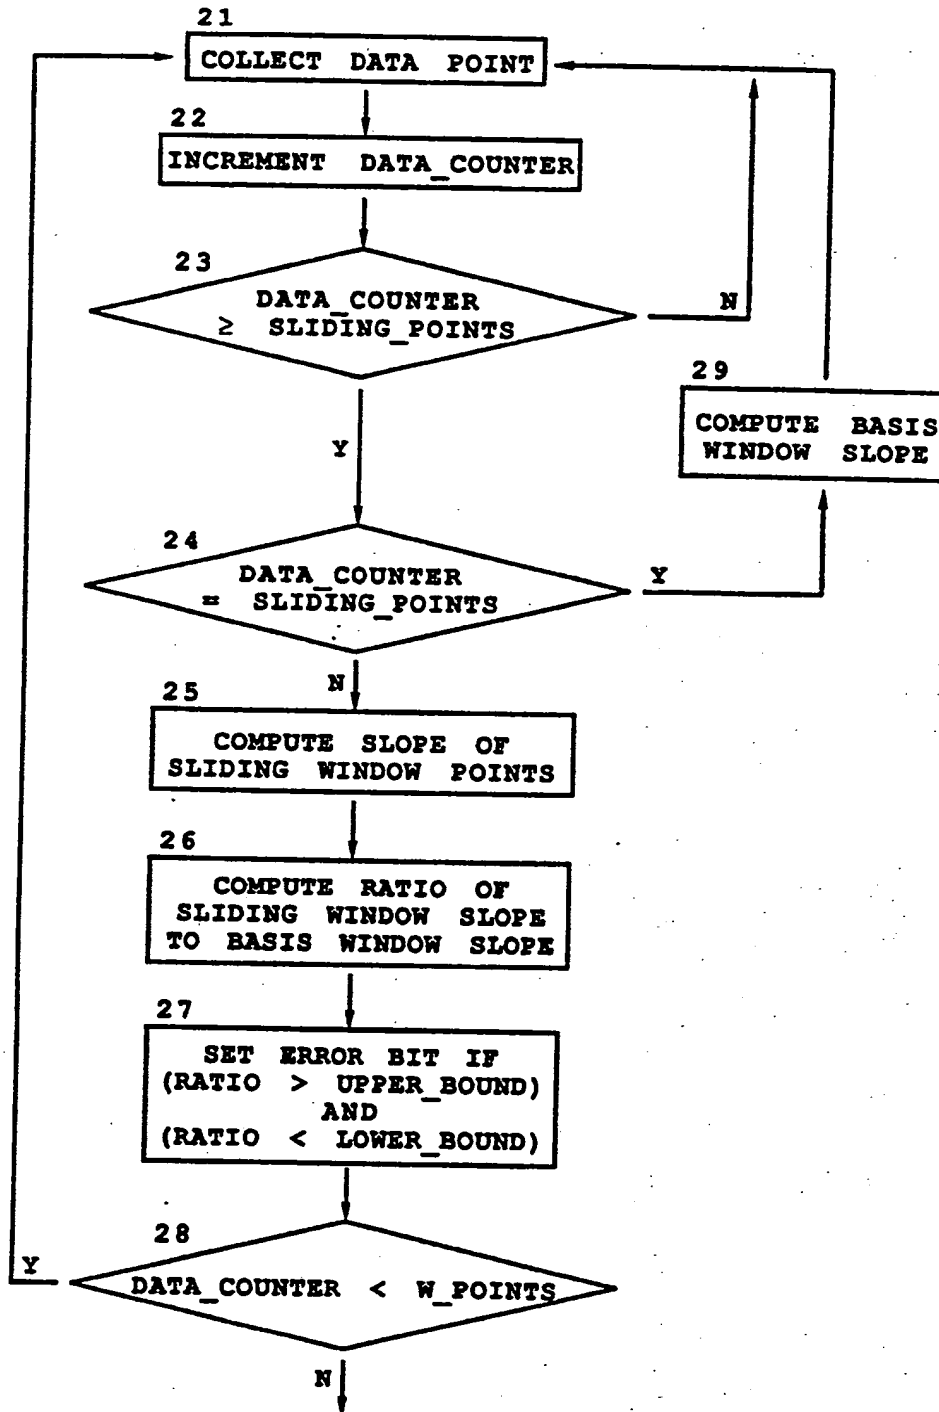 21
COLLECT DATA POINT
22
INCREMENT DATA_COUNTER
23
DATA_COUNTER
≥ SLIDING_POINTS
N
Y
29
COMPUTE BASIS
WINDOW SLOPE
24
DATA_COUNTER
= SLIDING_POINTS
Y
N
25
COMPUTE SLOPE OF
SLIDING WINDOW POINTS
26
COMPUTE RATIO OF
SLIDING WINDOW SLOPE
TO BASIS WINDOW SLOPE
27
SET ERROR BIT IF
(RATIO > UPPER_BOUND)
AND
(RATIO < LOWER_BOUND)
28
Y
DATA_COUNTER < W_POINTS
N